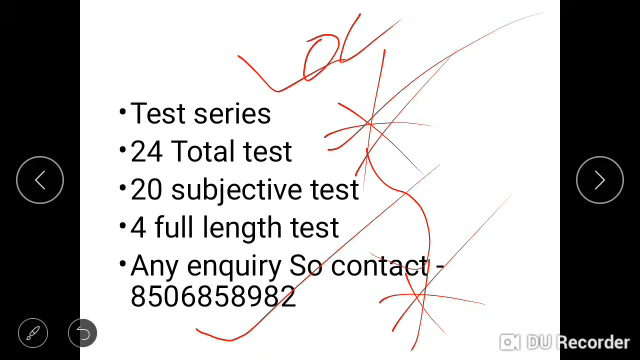 • Test series
• 24 Total test
• 20 subjective test
• 4 full length test
• Any enquiry So contact -
8506858982
DU Recorder